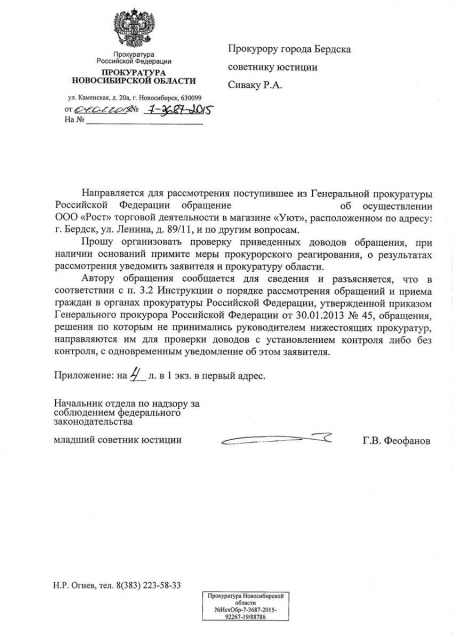 Прокуратура
Российской Федерации
ПРОКУРАТУРА
НОВОСИБИРСКОЙ ОБЛАСТИ
ул. Каменская, д. 20а, г. Новосибирск, 630099
от № 7-3687-2015
На №
Прокурору города Бердска
советнику юстиции
Сиваку Р.А.
Направляется для рассмотрения поступившее из Генеральной прокуратуры
Российской Федерации обращение об осуществлении
ООО «Рост» торговой деятельности в магазине «Уют», расположенном по адресу:
г. Бердск, ул. Ленина, д. 89/11, и по другим вопросам.
Прошу организовать проверку приведенных доводов обращения, при
наличии оснований примите меры прокурорского реагирования, о результатах
рассмотрения уведомить заявителя и прокуратуру области.
Автору обращения сообщается для сведения и разъясняется, что в
соответствии с п. 3.2 Инструкции о порядке рассмотрения обращений и приема
граждан в органах прокуратуры Российской Федерации, утвержденной приказом
Генерального прокурора Российской Федерации от 30.01.2013 № 45, обращения,
решения по которым не принимались руководителем нижестоящих прокуратур,
направляются им для проверки доводов с установлением контроля либо без
контроля, с одновременным уведомление об этом заявителя.
Приложение: на 4 л. в 1 экз. в первый адрес.
Начальник отдела по надзору за
соблюдением федерального
законодательства
младший советник юстиции Г.В. Феофанов
Н.Р. Огнев, тел. 8(383) 223-58-33
Прокуратура Новосибирской
области
№ИсхОбр-7-3687-2015-
92267-19/88786